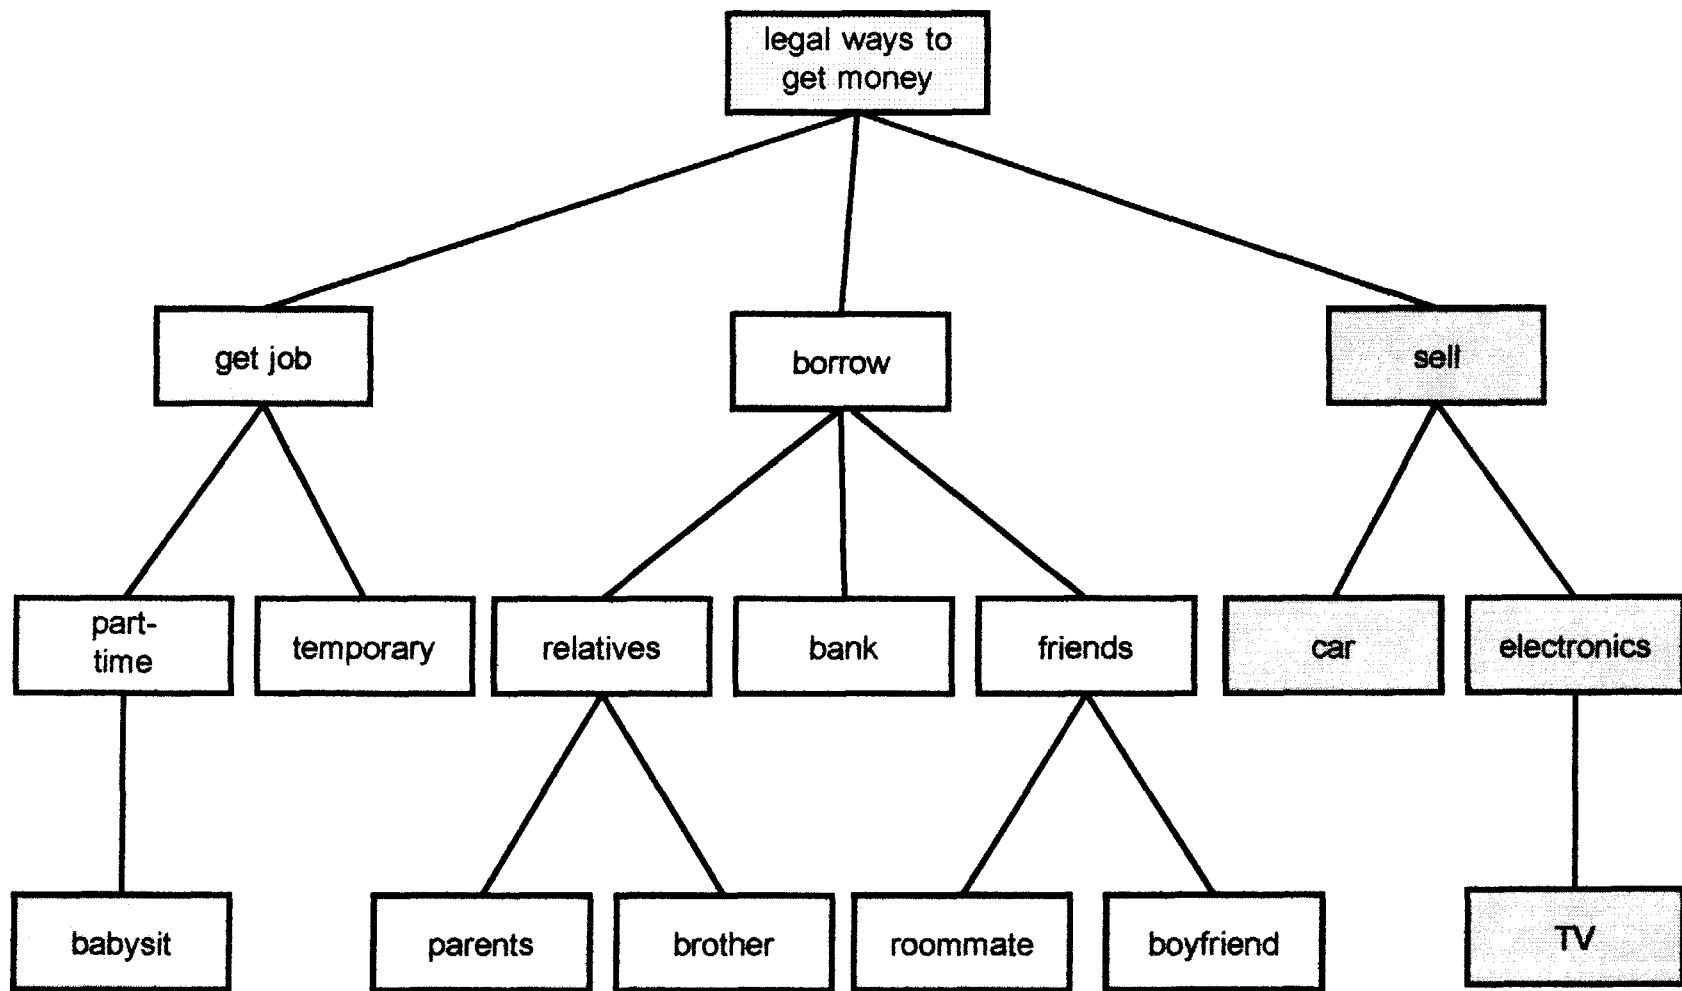 legal ways to
get money
get job
borrow
sell
part-
time
temporary
relatives
bank
friends
car
electronics
babysit
parents
brother
roommate
boyfriend
TV